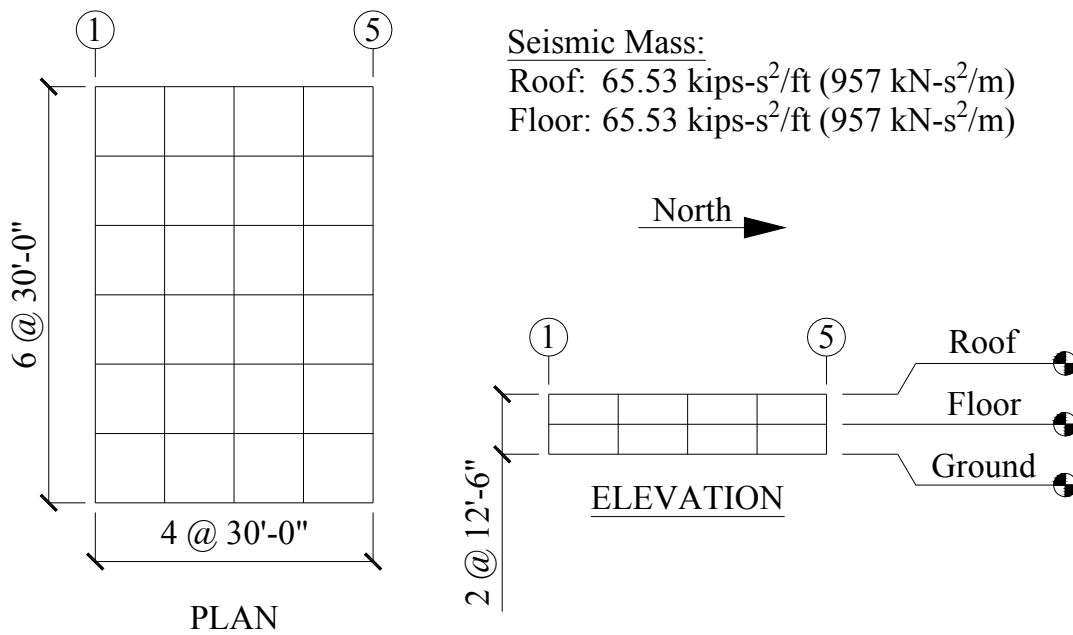 1
5
6 @ 30'-0"
4 @ 30'-0"
PLAN
Seismic Mass:
Roof: 65.53 kips-s²/ft (957 kN-s²/m)
Floor: 65.53 kips-s²/ft (957 kN-s²/m)
North
1
5
2 @ 12'-6"
ELEVATION
Roof
Floor
Ground